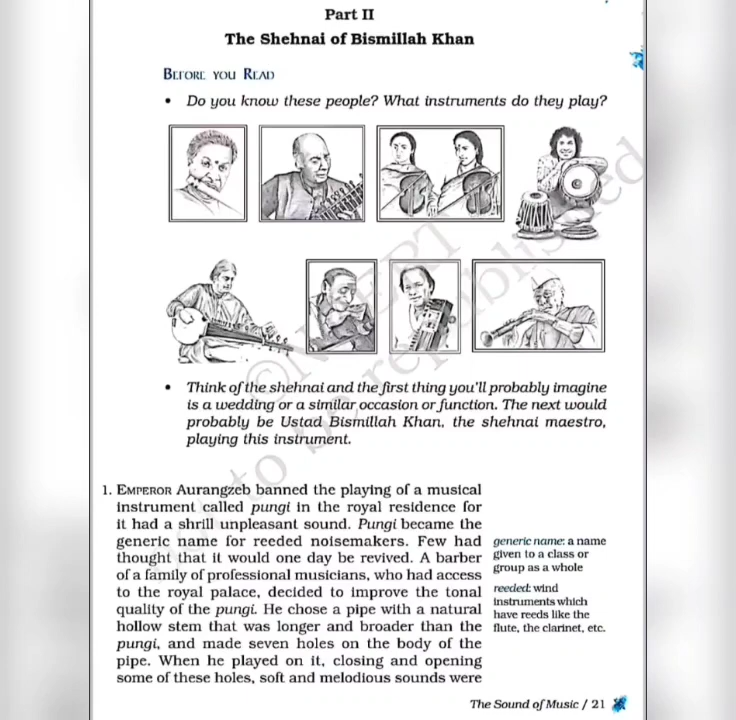 Part II
The Shehnai of Bismillah Khan
BEFORE YOU READ
• Do you know these people? What instruments do they play?
• Think of the shehnai and the first thing you'll probably imagine
is a wedding or a similar occasion or function. The next would
probably be Ustad Bismillah Khan, the shehnai maestro,
playing this instrument.
1. EMPEROR Aurangzeb banned the playing of a musical
instrument called pungi in the royal residence for
it had a shrill unpleasant sound. Pungi became the
generic name for reeded noisemakers. Few had
thought that it would one day be revived. A barber
of a family of professional musicians, who had access
to the royal palace, decided to improve the tonal
quality of the pungi. He chose a pipe with a natural
hollow stem that was longer and broader than the
pungi, and made seven holes on the body of the
pipe. When he played on it, closing and opening
some of these holes, soft and melodious sounds were
generic name: a name
given to a class or
group as a whole
reeded: wind
instruments which
have reeds like the
flute, the clarinet, etc.
The Sound of Music / 21
© NCERT
not to be republished